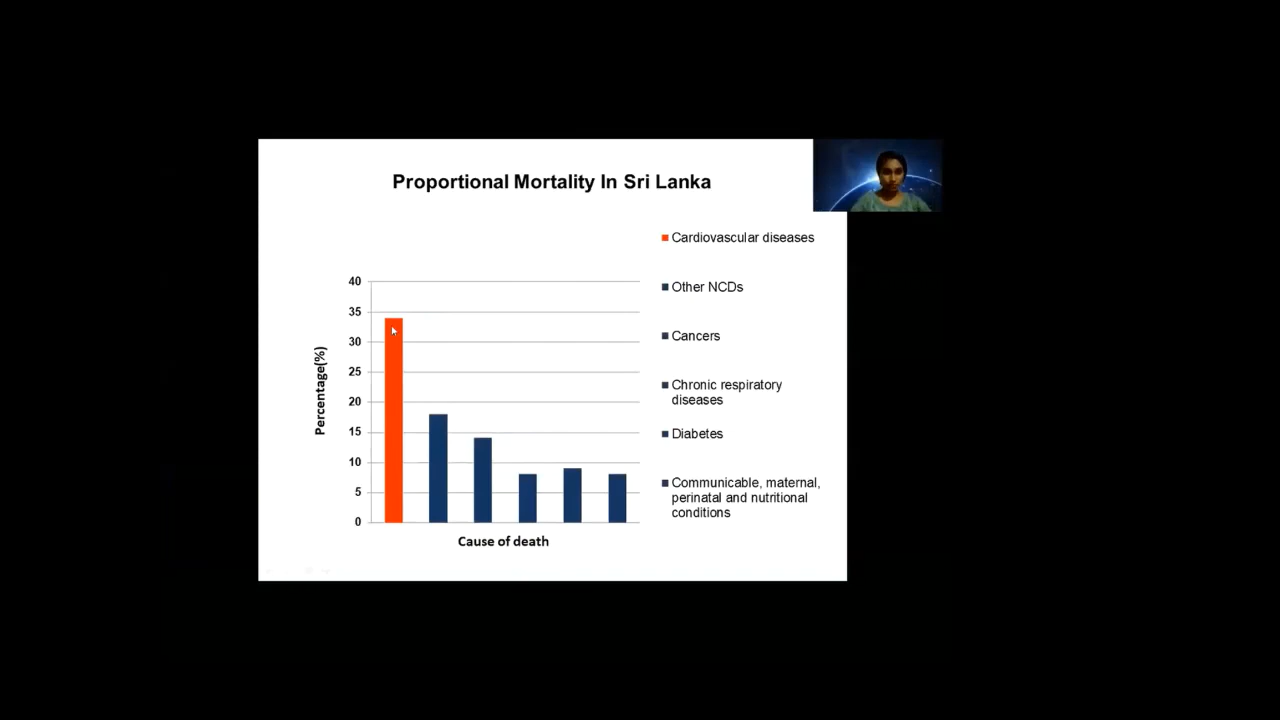 Proportional Mortality In Sri Lanka
Cardiovascular diseases
Other NCDs
Cancers
Chronic respiratory
diseases
Diabetes
Communicable, maternal,
perinatal and nutritional
conditions
40
35
30
25
20
15
10
5
0
Percentage(%)
Cause of death